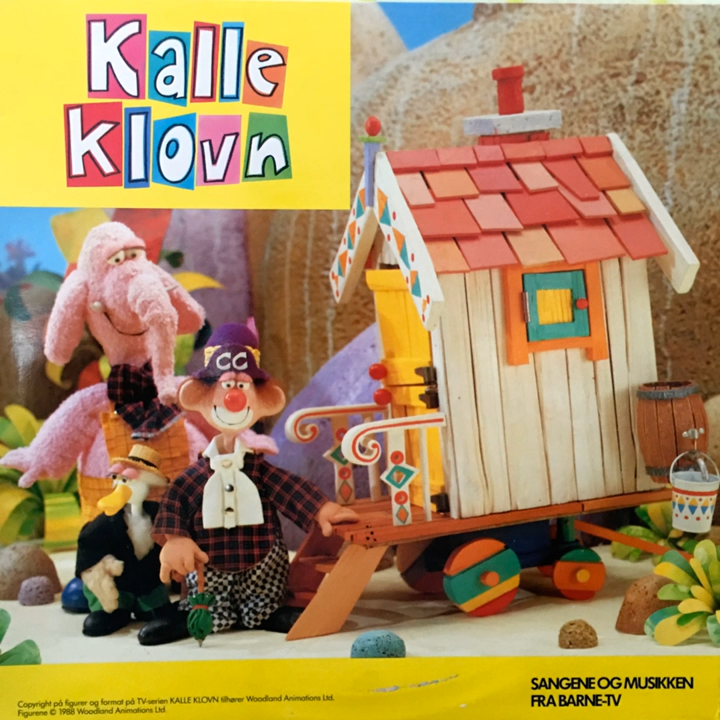 Kalle
Klovn
CC
SANGENE OG MUSIKKEN
FRA BARNE-TV
Copyright på figurer og format på TV-serien KALLE KLOVN tilhører Woodland Animations Ltd.
Figurene © 1988 Woodland Animations Ltd.